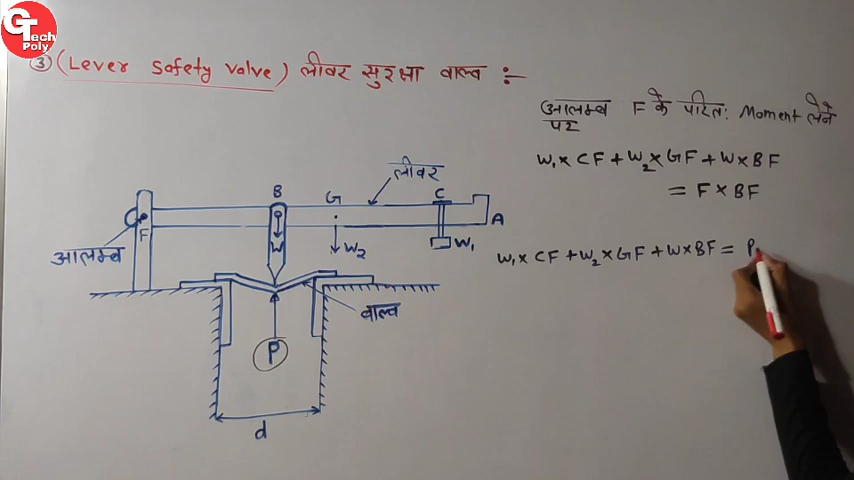 GTech
Poly
③ (Lever Safety valve) लीवर सुरक्षा वाल्व :-
आलम्ब F के परित: Moment लेने
पर
W₁ × CF + W₂ × GF + W × BF
= F × BF
W₁ × CF + W₂ × GF + W × BF = P
लीवर
B
G
C
A
F
W
W₂
W₁
आलम्ब
वाल्व
P
d